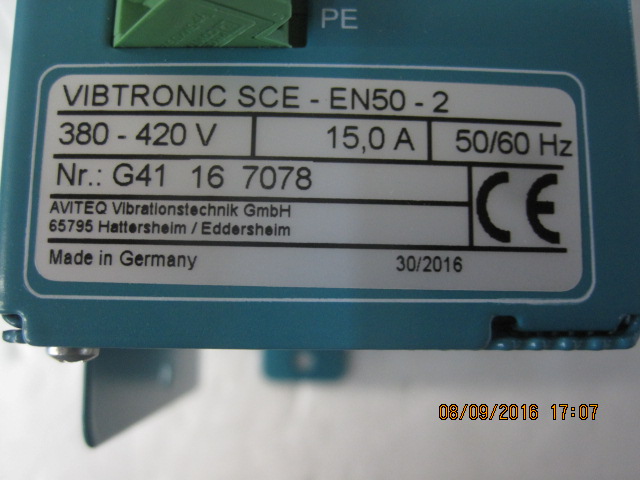 PE
VIBTRONIC SCE - EN50 - 2
380 - 420 V 15,0 A 50/60 Hz
Nr.: G41 16 7078
CE
AVITEQ Vibrationstechnik GmbH
65795 Hattersheim / Eddersheim
Made in Germany 30/2016
08/09/2016 17:07